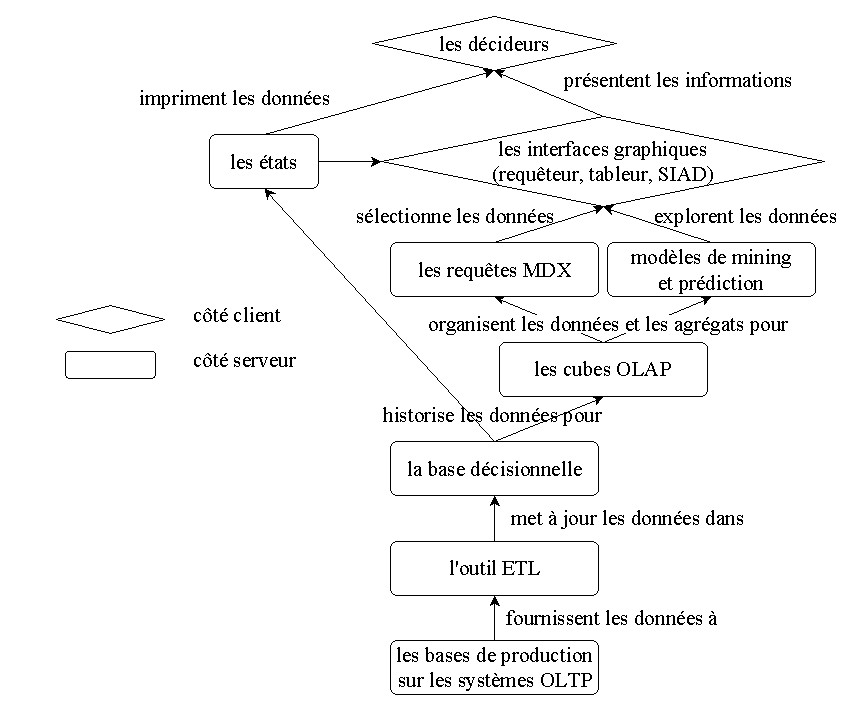 les décideurs
présentent les informations
impriment les données
les états
les interfaces graphiques
(requêteur, tableur, SIAD)
sélectionne les données
explorent les données
les requêtes MDX
modèles de mining
et prédiction
organisent les données et les agrégats pour
côté client
côté serveur
les cubes OLAP
historise les données pour
la base décisionnelle
met à jour les données dans
l'outil ETL
fournissent les données à
les bases de production
sur les systèmes OLTP